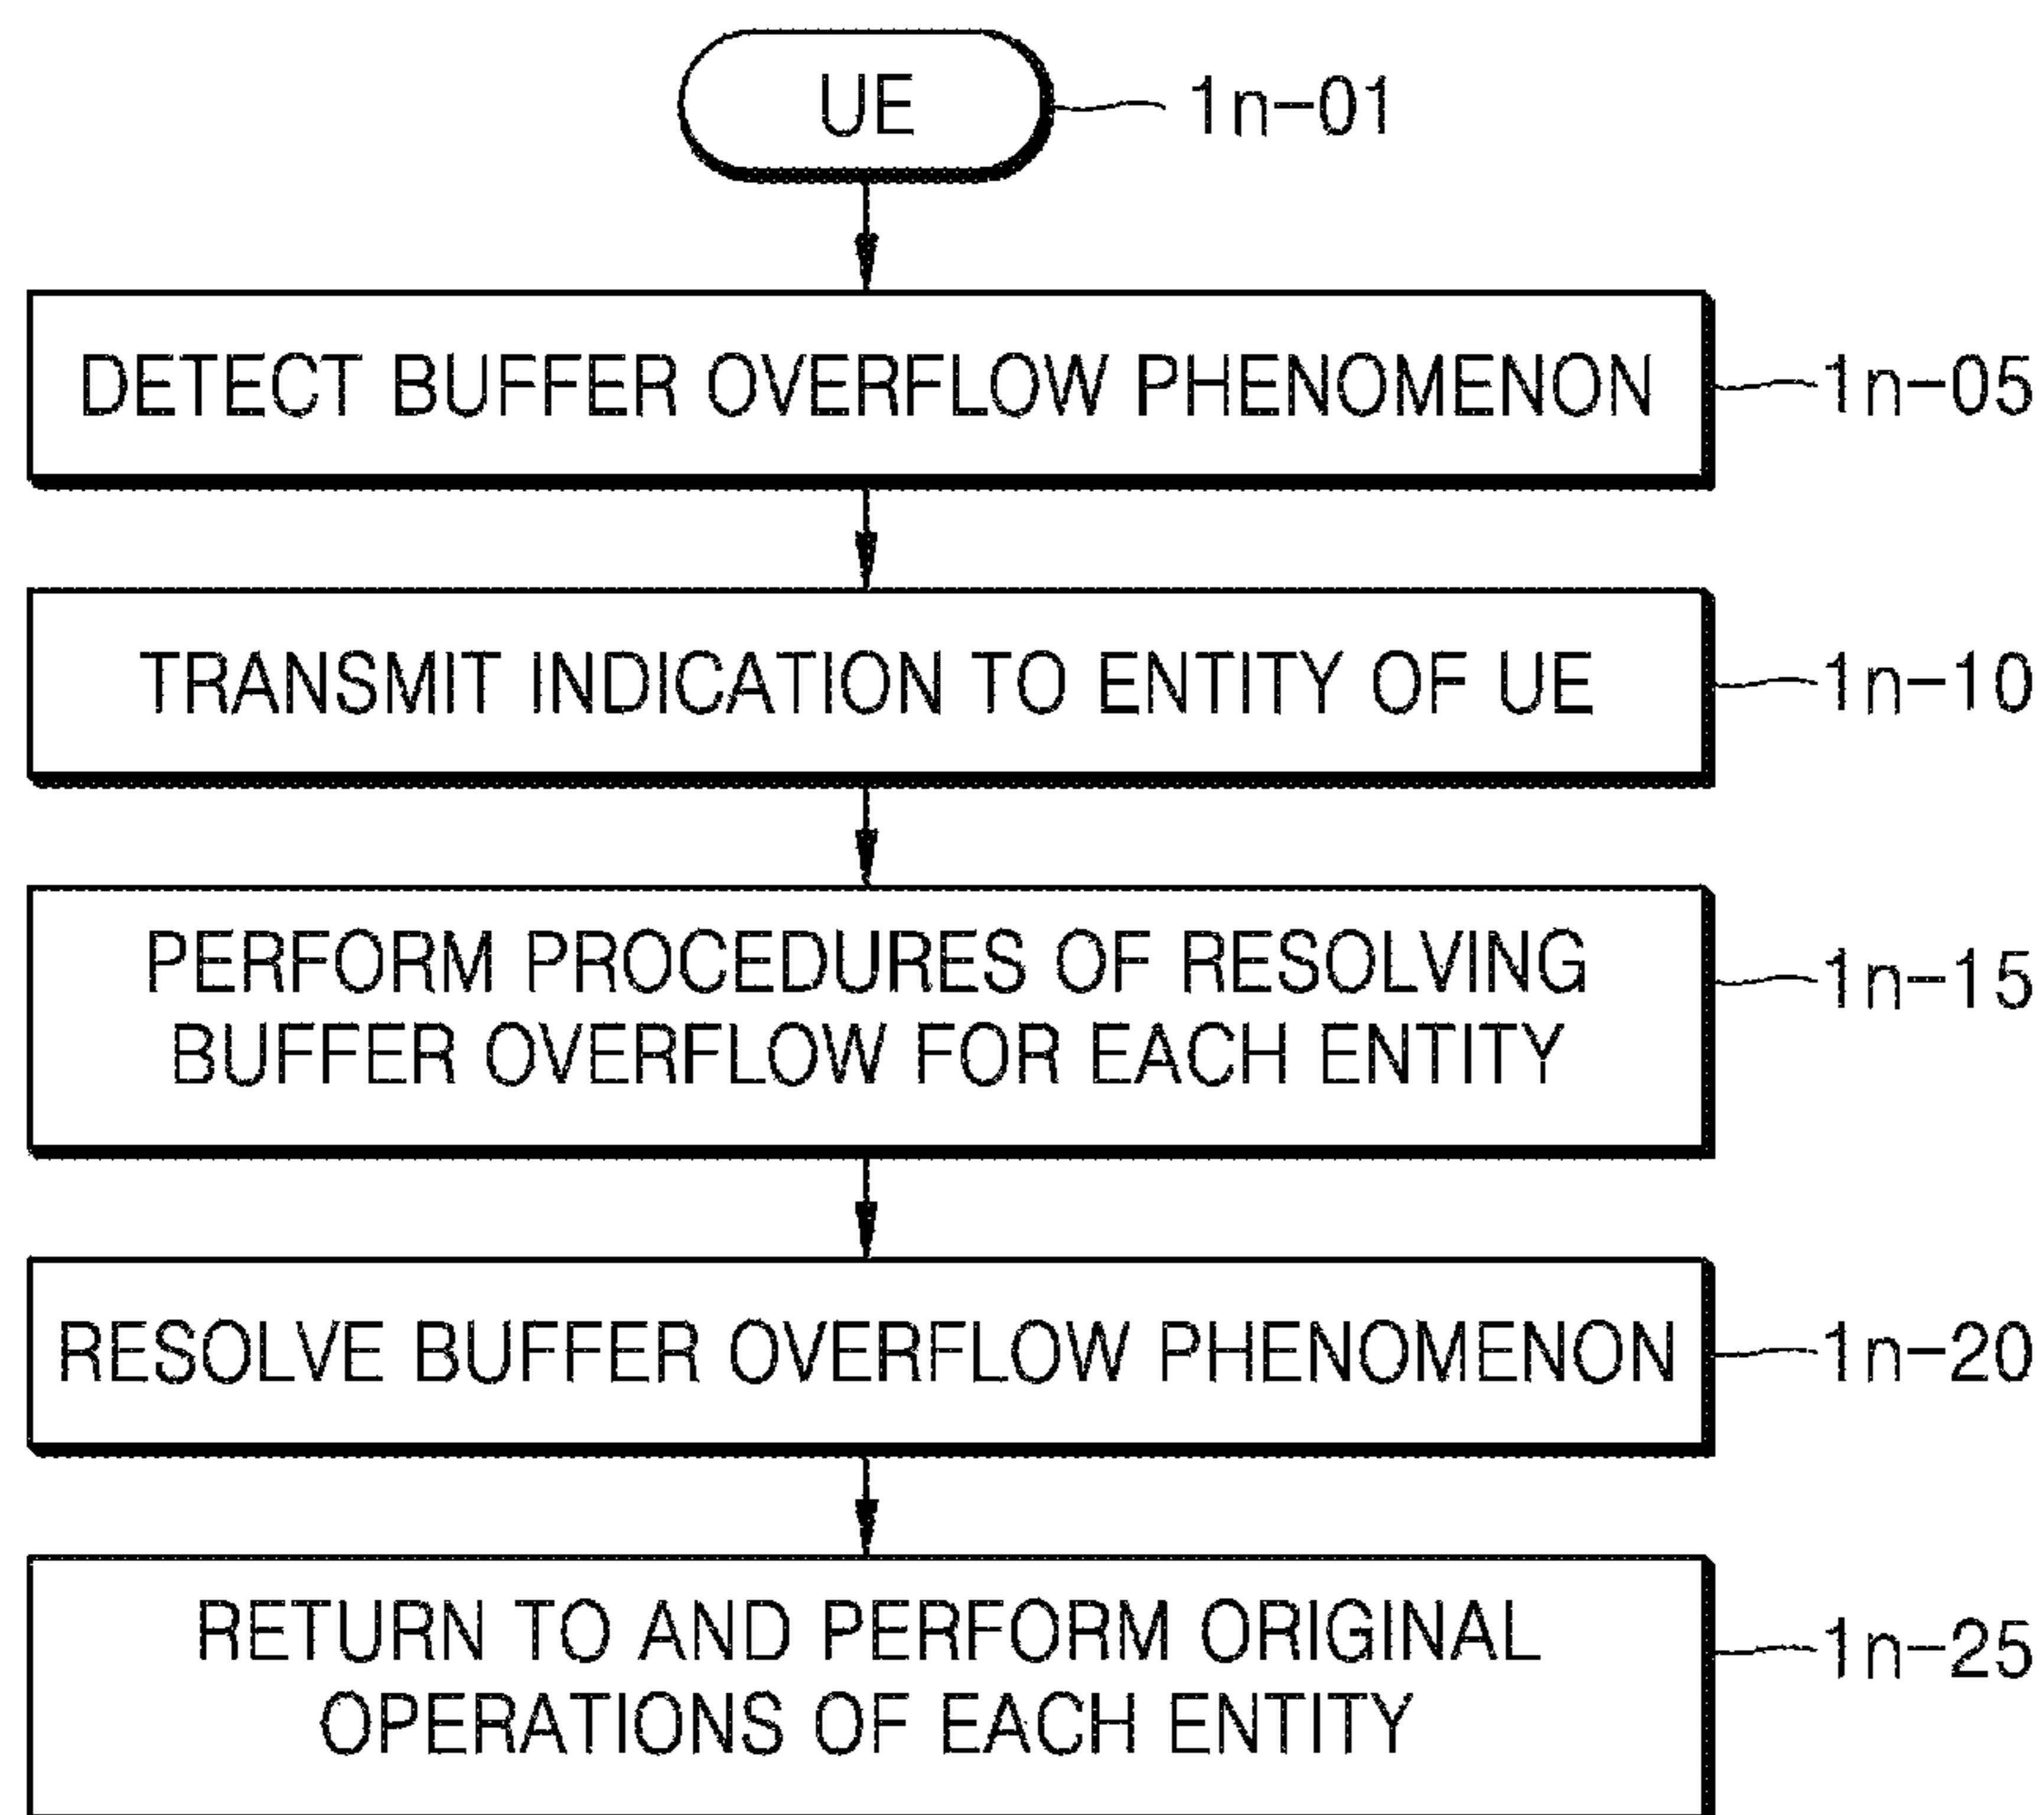 UE 1n-01
DETECT BUFFER OVERFLOW PHENOMENON 1n-05
TRANSMIT INDICATION TO ENTITY OF UE 1n-10
PERFORM PROCEDURES OF RESOLVING
BUFFER OVERFLOW FOR EACH ENTITY
1n-15
RESOLVE BUFFER OVERFLOW PHENOMENON 1n-20
RETURN TO AND PERFORM ORIGINAL
OPERATIONS OF EACH ENTITY
1n-25